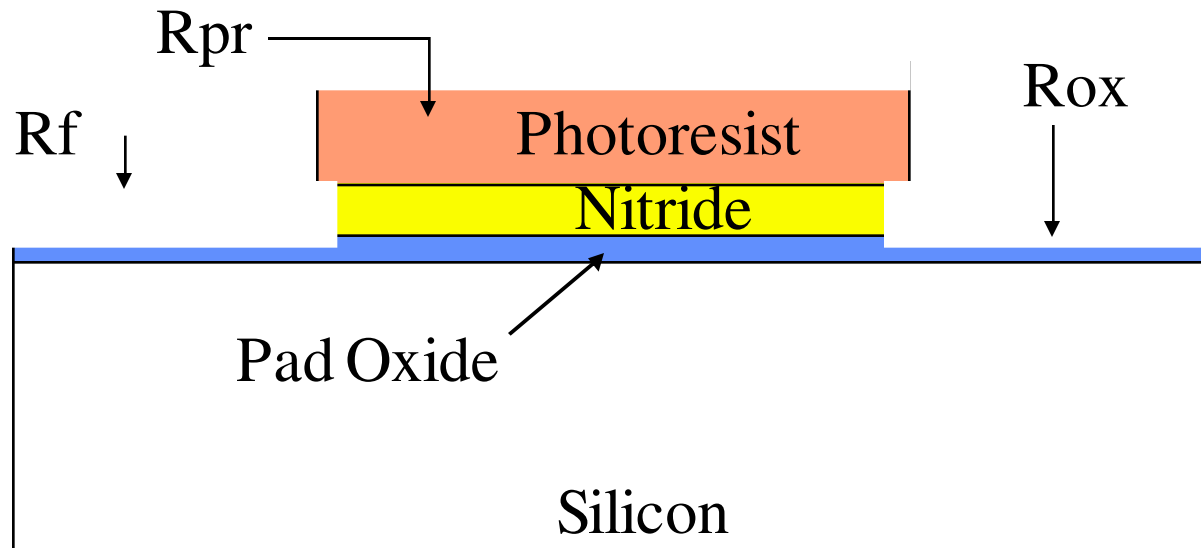 Rpr
Rox
Rf
Photoresist
Nitride
Pad Oxide
Silicon